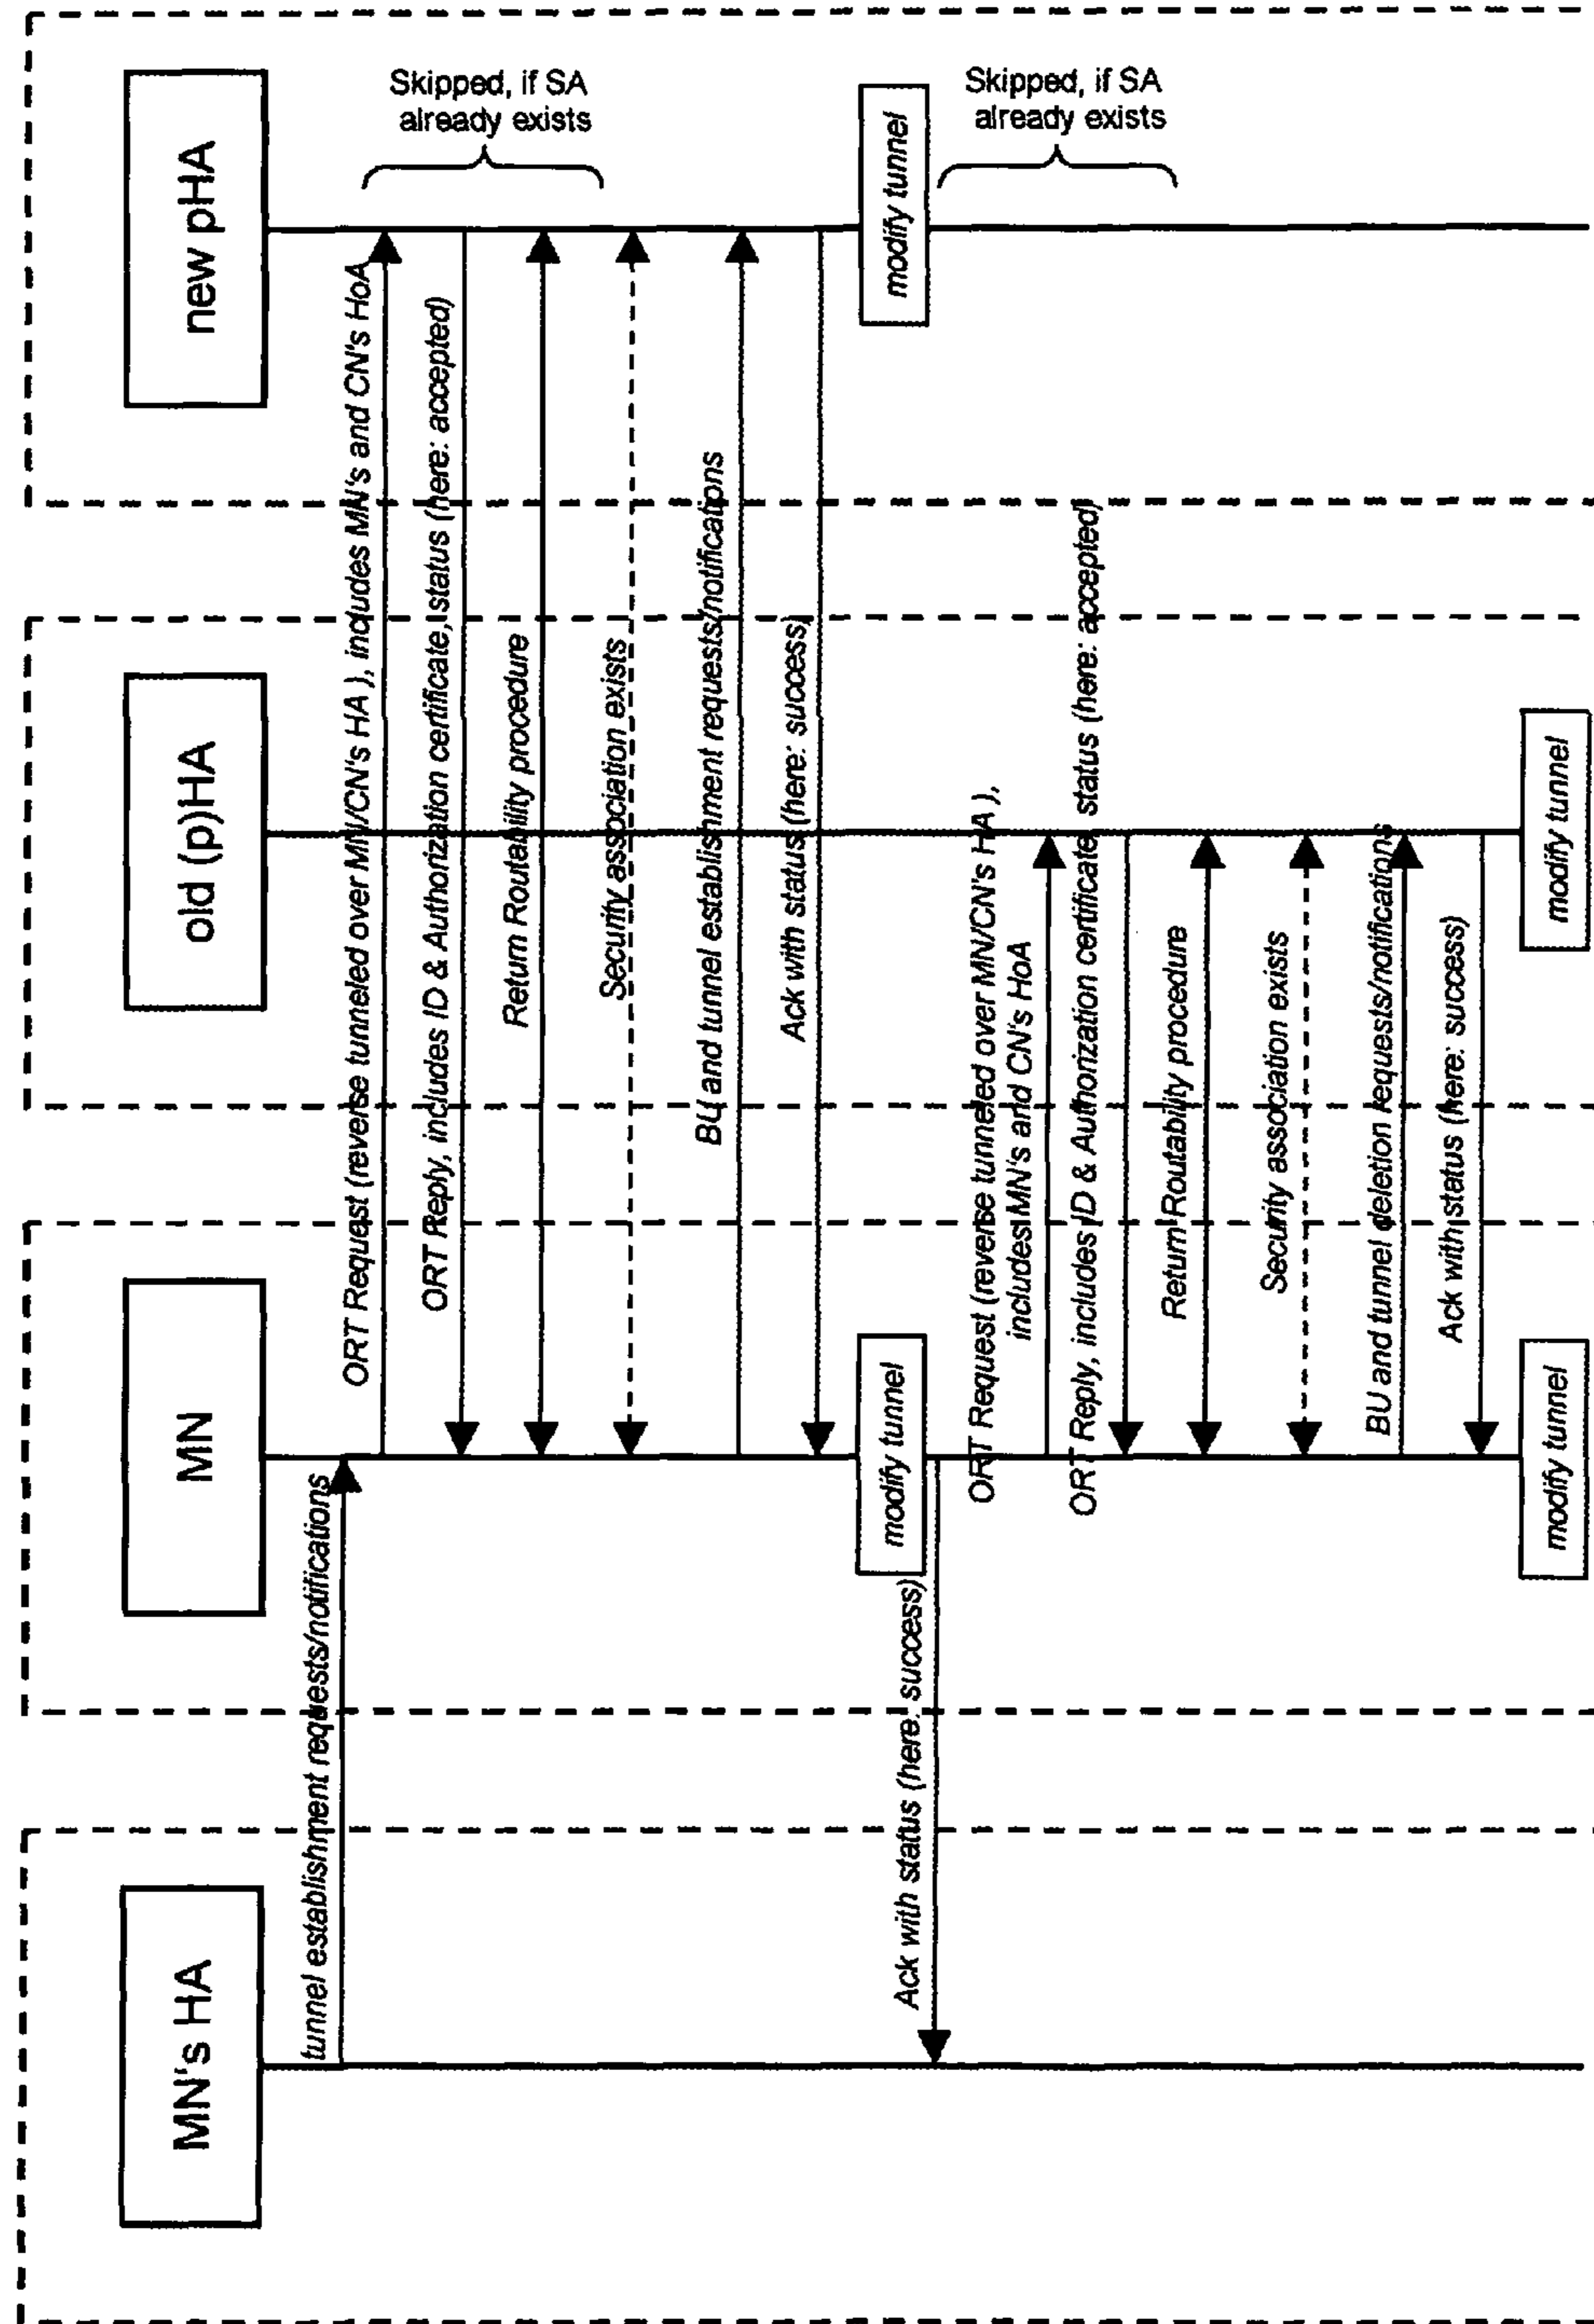 MN's HA
MN
old (p)HA
new pHA
tunnel establishment requests/notifications
ORT Request (reverse tunneled over MN/CN's HA ), includes MN's and CN's HoA
ORT Reply, includes ID & Authorization certificate, status (here: accepted)
Return Routability procedure
Security association exists
Skipped, if SA
already exists
BU and tunnel establishment requests/notifications
Ack with status (here: success)
modify tunnel
modify tunnel
Ack with status (here: success)
ORT Request (reverse tunneled over MN/CN's HA ),
includes MN's and CN's HoA
ORT Reply, includes ID & Authorization certificate, status (here: accepted)
Return Routability procedure
Security association exists
Skipped, if SA
already exists
BU and tunnel deletion requests/notifications
Ack with status (here: success)
modify tunnel
modify tunnel